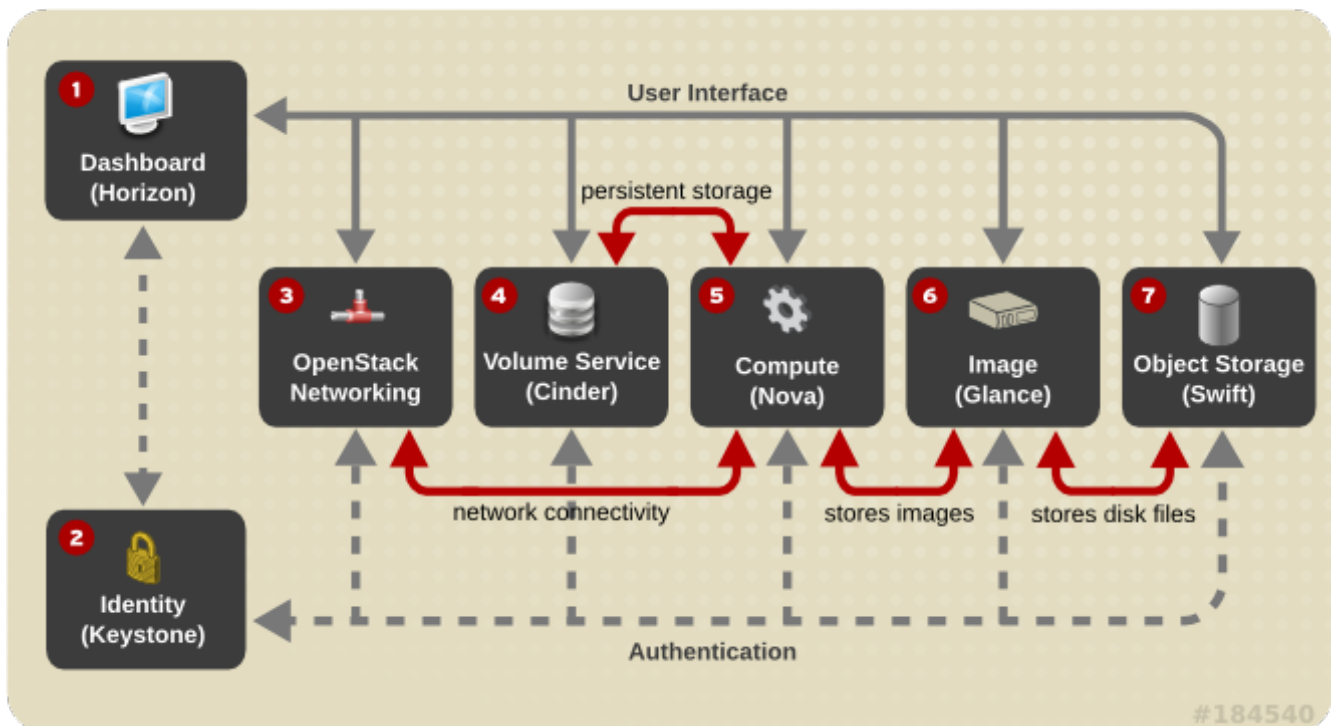 1
Dashboard
(Horizon)
User Interface
persistent storage
3
OpenStack
Networking
4
Volume Service
(Cinder)
5
Compute
(Nova)
6
Image
(Glance)
7
Object Storage
(Swift)
network connectivity
stores images
stores disk files
2
Identity
(Keystone)
Authentication
#184540